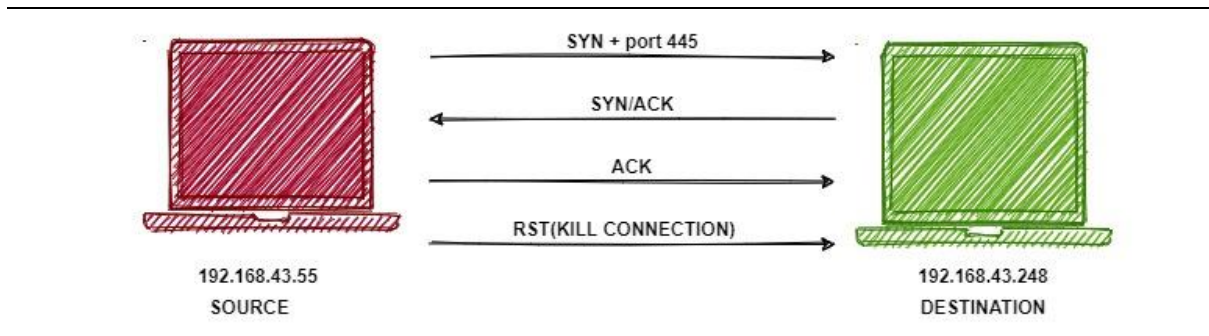 SYN + port 445
SYN/ACK
ACK
RST(KILL CONNECTION)
192.168.43.55
SOURCE
192.168.43.248
DESTINATION